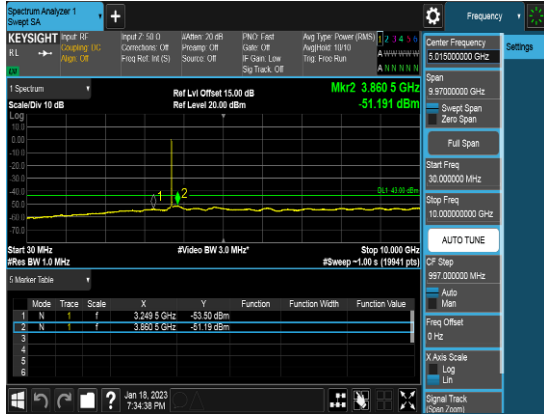 Spectrum Analyzer 1
Swept SA
+
Frequency
KEYSIGHT
Input: RF
Input Z: 50 Ω
#Atten: 20 dB
PNO: Fast
Avg Type: Power (RMS)
1 2 3 4 5 6
RL
Coupling: DC
Corrections: Off
Preamp: Off
Gate: Off
Avg|Hold: 10/10
A W W W W W
Align: Off
Freq Ref: Int (S)
Source: Off
IF Gain: Low
Trig: Free Run
Sig Track: Off
A N N N N N
1 Spectrum
Scale/Div 10 dB
Ref Lvl Offset 15.00 dB
Ref Level 20.00 dBm
Mkr2 3.860 5 GHz
-51.191 dBm
Log
10.0
0.00
-10.0
-20.0
-30.0
-40.0
-50.0
-60.0
-70.0
1
2
DL1 -43.00 dBm
Start 30 MHz
#Video BW 3.0 MHz*
Stop 10.000 GHz
#Res BW 1.0 MHz
#Sweep ~1.00 s (19941 pts)
5 Marker Table
Mode Trace Scale X Y Function Function Width Function Value
1 N 1 f 3.249 5 GHz -53.50 dBm
2 N 1 f 3.860 5 GHz -51.19 dBm
3
4
5
6
?
Jan 18, 2023
7:34:38 PM
Center Frequency
5.015000000 GHz
Settings
Span
9.97000000 GHz
Swept Span
Zero Span
Full Span
Start Freq
30.000000 MHz
Stop Freq
10.000000000 GHz
AUTO TUNE
CF Step
997.000000 MHz
Auto
Man
Freq Offset
0 Hz
X Axis Scale
Log
Lin
Signal Track
(Span Zoom)